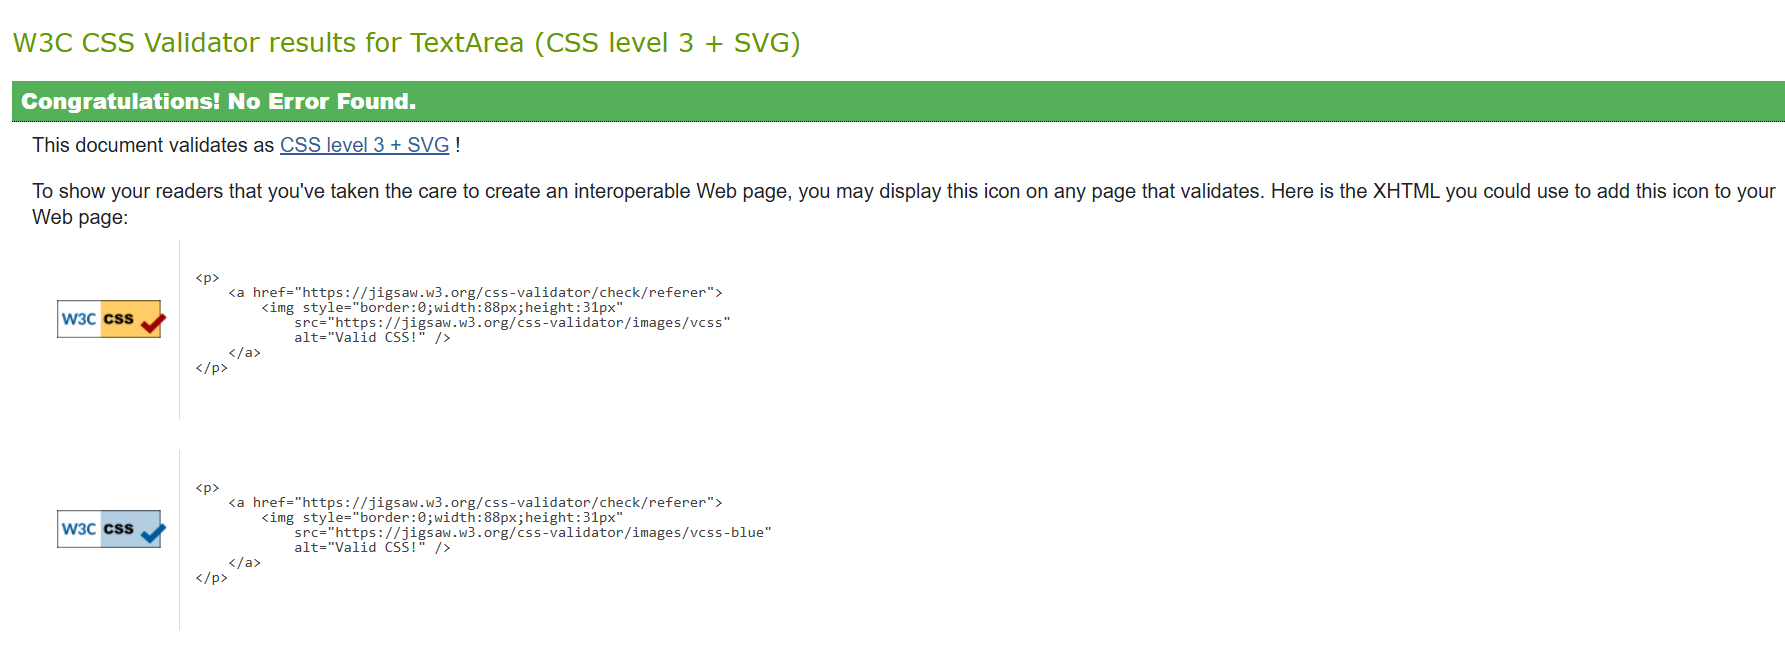 W3C CSS Validator results for TextArea (CSS level 3 + SVG)
Congratulations! No Error Found.
This document validates as CSS level 3 + SVG !
To show your readers that you've taken the care to create an interoperable Web page, you may display this icon on any page that validates. Here is the XHTML you could use to add this icon to your
Web page:
W3C CSS
<p>
    <a href="https://jigsaw.w3.org/css-validator/check/referer">
        <img style="border:0;width:88px;height:31px"
            src="https://jigsaw.w3.org/css-validator/images/vcss"
            alt="Valid CSS!" />
    </a>
</p>
W3C CSS
<p>
    <a href="https://jigsaw.w3.org/css-validator/check/referer">
        <img style="border:0;width:88px;height:31px"
            src="https://jigsaw.w3.org/css-validator/images/vcss-blue"
            alt="Valid CSS!" />
    </a>
</p>